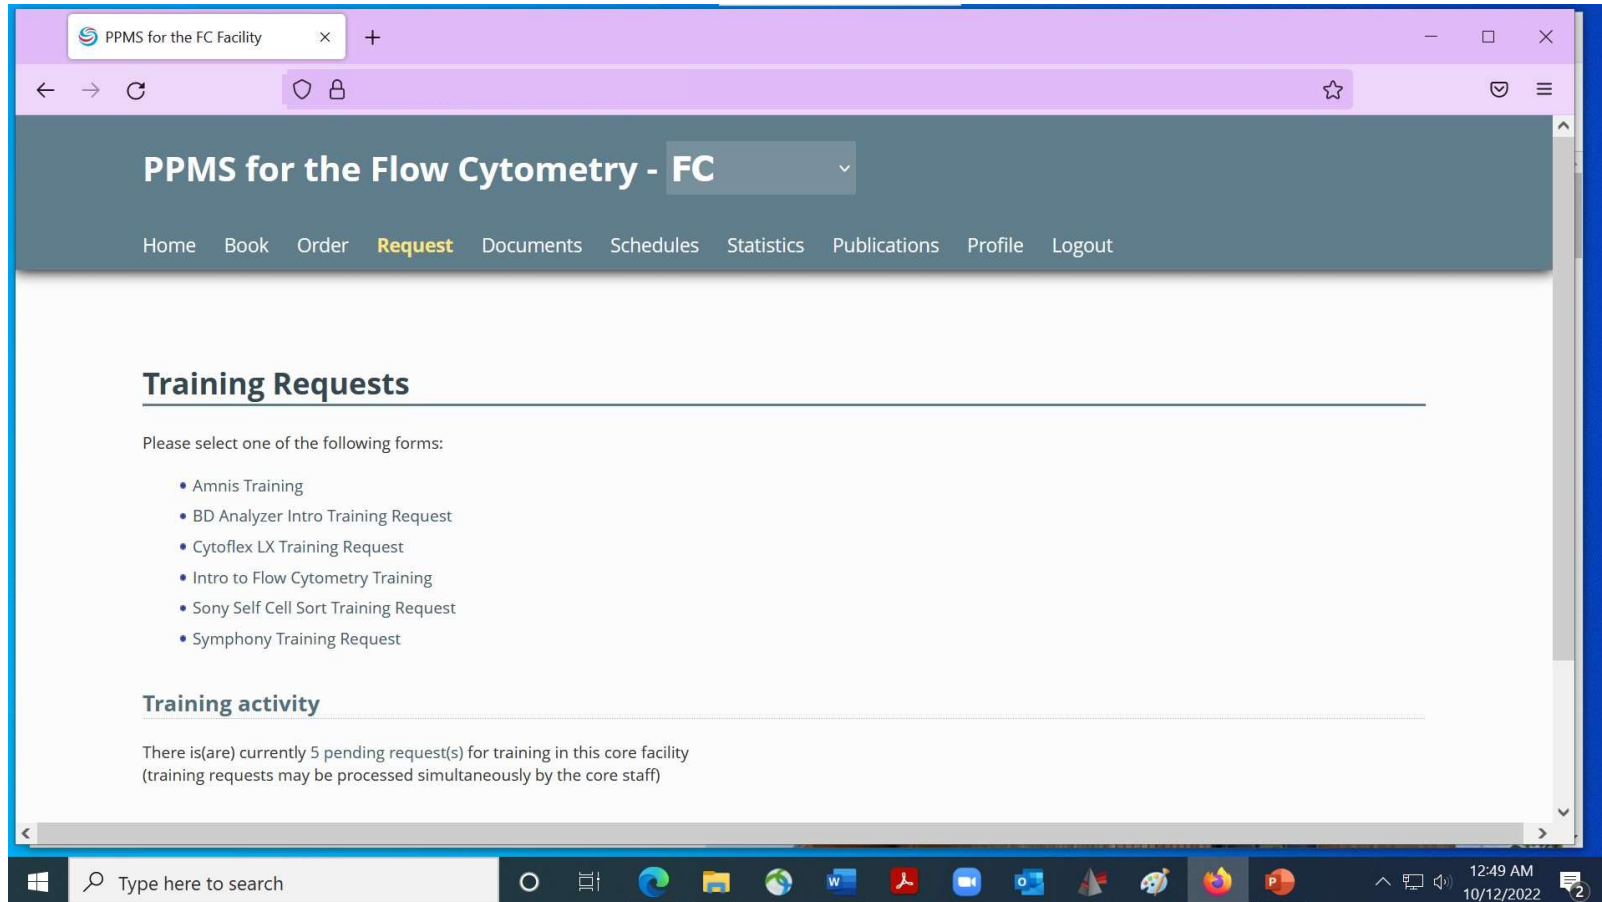 PPMS for the FC Facility
PPMS for the Flow Cytometry - FC
Home Book Order Request Documents Schedules Statistics Publications Profile Logout
Training Requests
Please select one of the following forms:
Amnis Training
BD Analyzer Intro Training Request
Cytoflex LX Training Request
Intro to Flow Cytometry Training
Sony Self Cell Sort Training Request
Symphony Training Request
Training activity
There is(are) currently 5 pending request(s) for training in this core facility
(training requests may be processed simultaneously by the core staff)
Type here to search
12:49 AM
10/12/2022
2